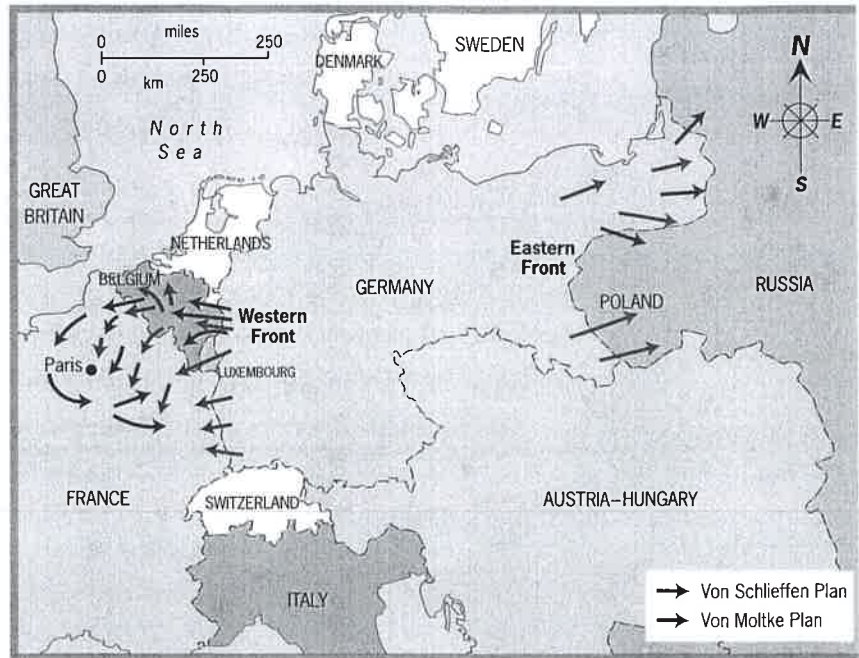 miles
0 250
0 250
km
North
Sea
DENMARK
SWEDEN
N
W E
S
GREAT
BRITAIN
NETHERLANDS
BELGIUM
Western
Front
GERMANY
Eastern
Front
POLAND
RUSSIA
Paris
LUXEMBOURG
FRANCE
SWITZERLAND
AUSTRIA–HUNGARY
ITALY
Von Schlieffen Plan
Von Moltke Plan